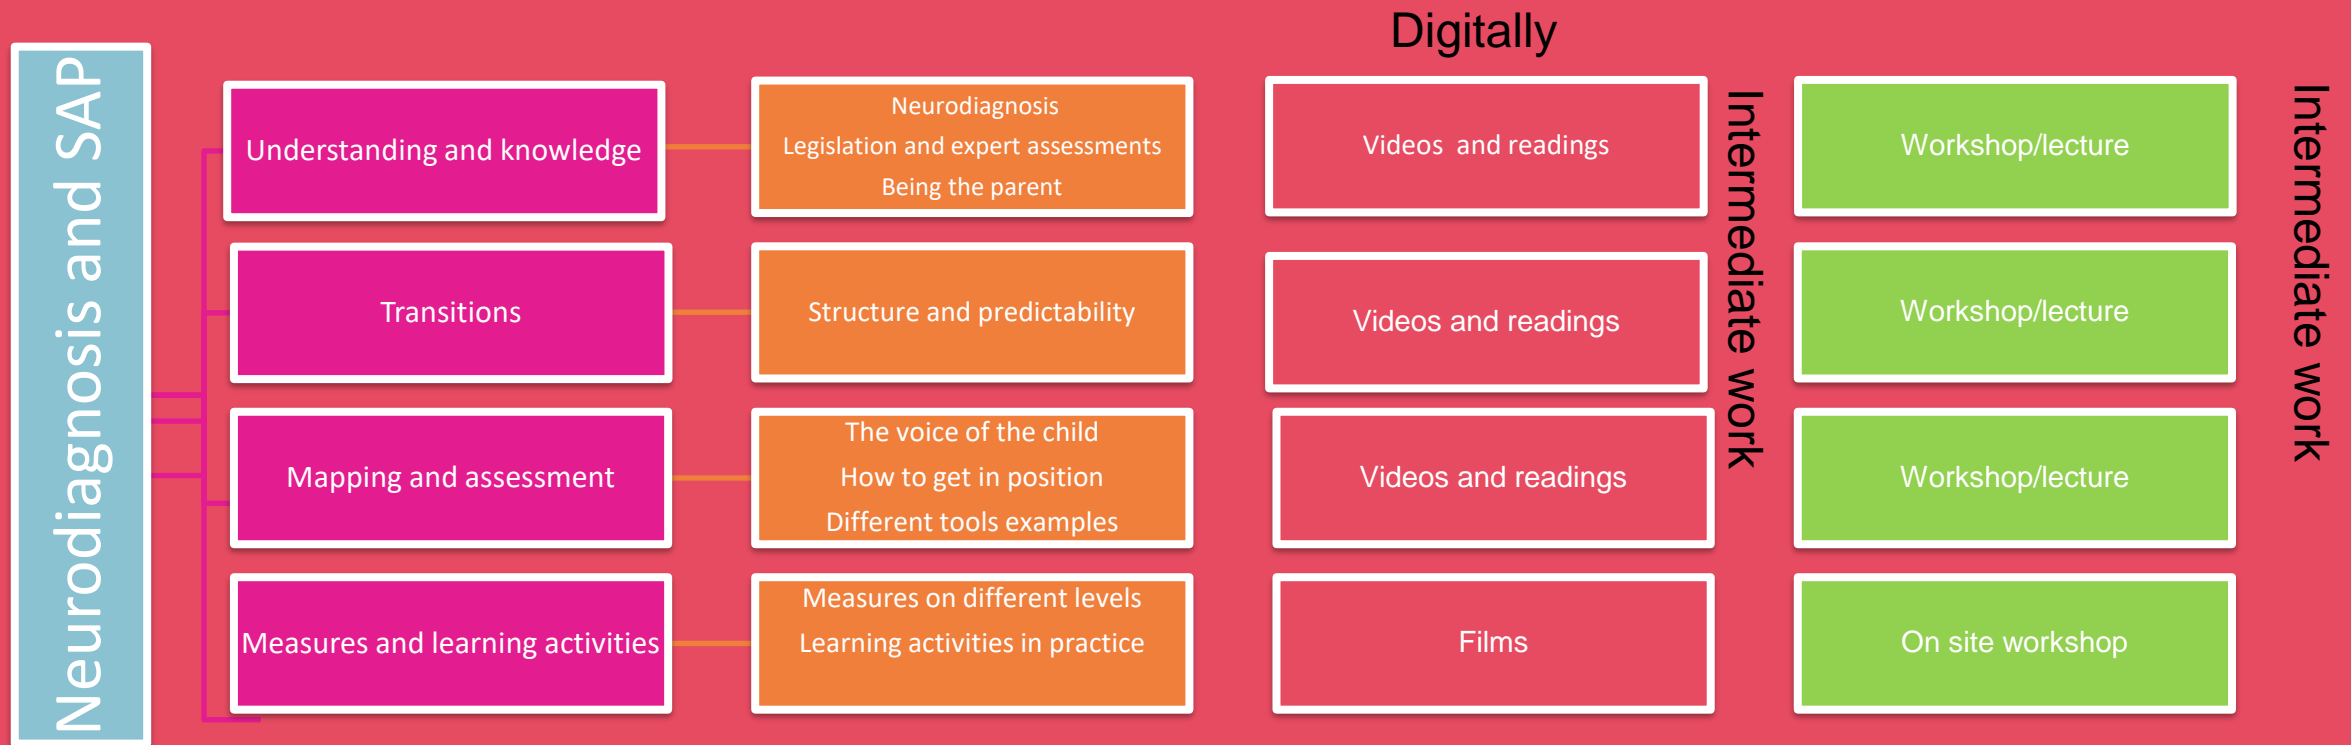 Digitally
Neurodiagnosis and SAP
Understanding and knowledge
Neurodiagnosis
Legislation and expert assessments
Being the parent
Videos and readings
Intermediate work
Workshop/lecture
Intermediate work
Transitions
Structure and predictability
Videos and readings
Workshop/lecture
Mapping and assessment
The voice of the child
How to get in position
Different tools examples
Videos and readings
Workshop/lecture
Measures and learning activities
Measures on different levels
Learning activities in practice
Films
On site workshop